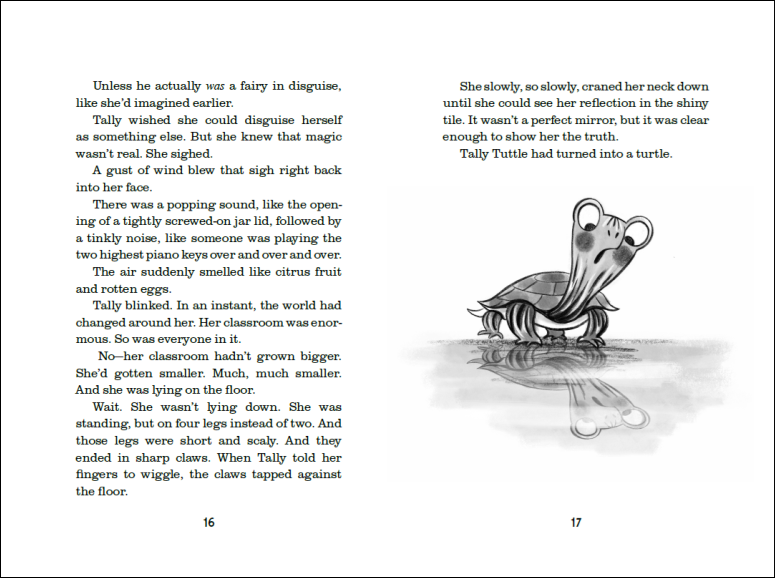 Unless he actually was a fairy in disguise,
like she'd imagined earlier.
Tally wished she could disguise herself
as something else. But she knew that magic
wasn't real. She sighed.
A gust of wind blew that sigh right back
into her face.
There was a popping sound, like the open-
ing of a tightly screwed-on jar lid, followed by
a tinkly noise, like someone was playing the
two highest piano keys over and over and over.
The air suddenly smelled like citrus fruit
and rotten eggs.
Tally blinked. In an instant, the world had
changed around her. Her classroom was enor-
mous. So was everyone in it.
No—her classroom hadn't grown bigger.
She'd gotten smaller. Much, much smaller.
And she was lying on the floor.
Wait. She wasn't lying down. She was
standing, but on four legs instead of two. And
those legs were short and scaly. And they
ended in sharp claws. When Tally told her
fingers to wiggle, the claws tapped against
the floor.
16
She slowly, so slowly, craned her neck down
until she could see her reflection in the shiny
tile. It wasn't a perfect mirror, but it was clear
enough to show her the truth.
Tally Tuttle had turned into a turtle.
17